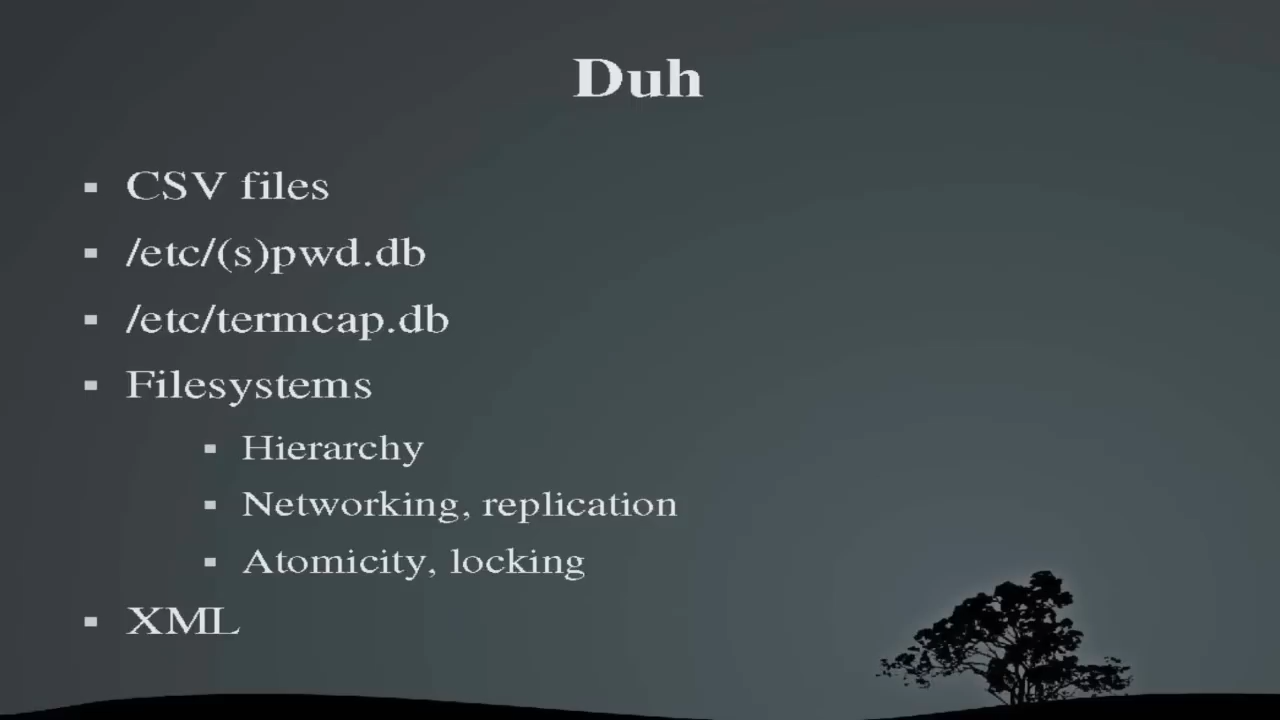 Duh
CSV files
/etc/(s)pwd.db
/etc/termcap.db
Filesystems
Hierarchy
Networking, replication
Atomicity, locking
XML